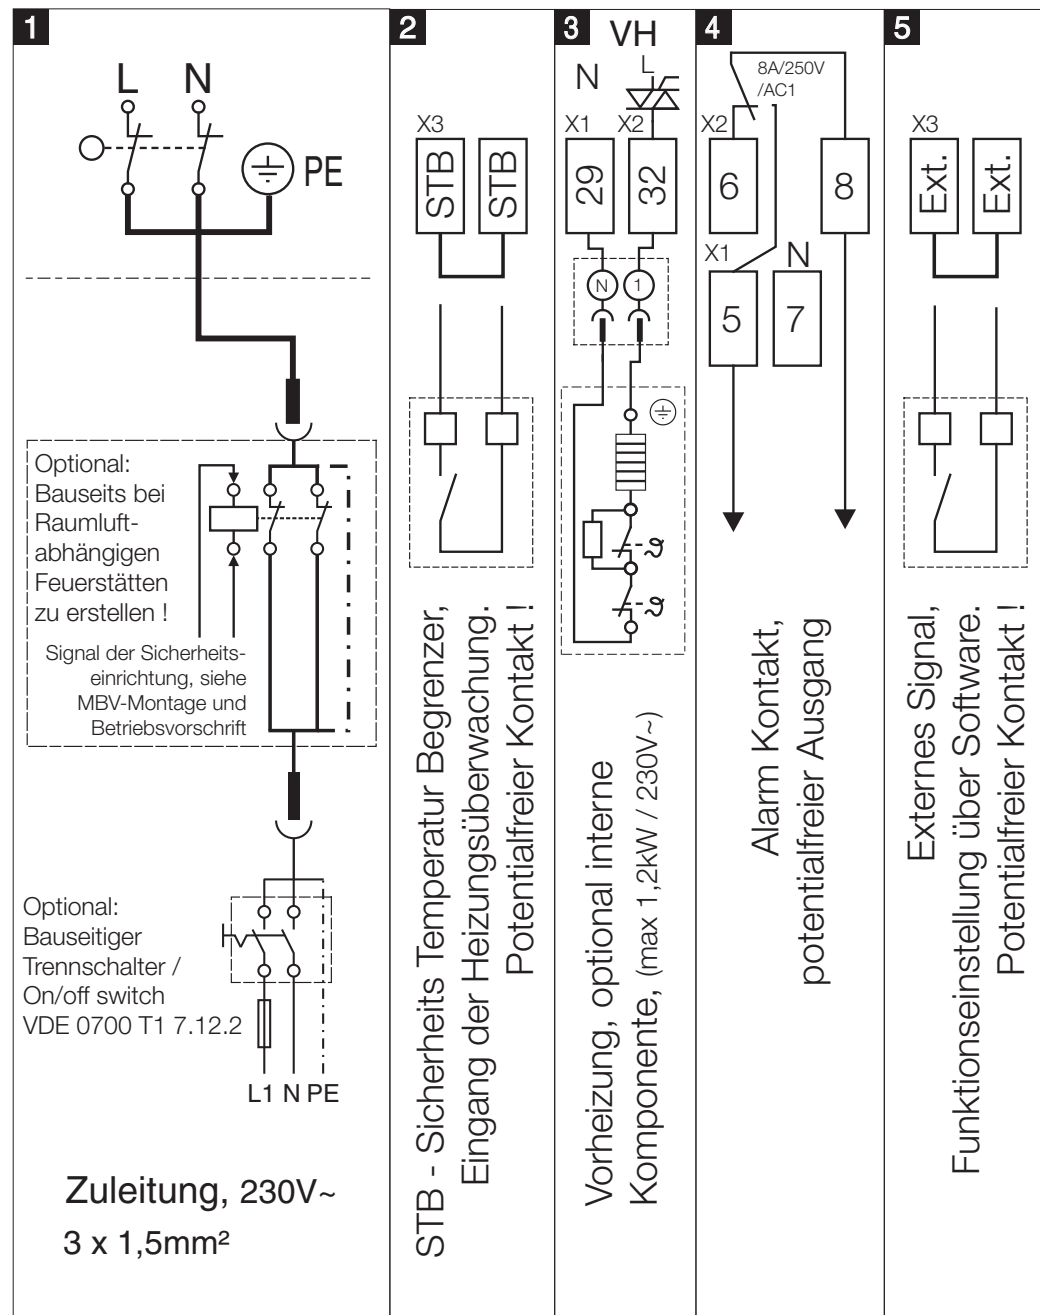 1
L N
PE
Optional:
Bauseits bei
Raumluft-
abhängigen
Feuerstätten
zu erstellen !
Signal der Sicherheits-
einrichtung, siehe
MBV-Montage und
Betriebsvorschrift
Optional:
Bauseitiger
Trennschalter /
On/off switch
VDE 0700 T1 7.12.2
L1 N PE
Zuleitung, 230V~
3 x 1,5mm²
2
X3
STB STB
STB - Sicherheits Temperatur Begrenzer,
Eingang der Heizungsüberwachung.
Potentialfreier Kontakt !
3
VH
N L
X1 X2
29 32
N 1
ϑ
ϑ
Vorheizung, optional interne
Komponente, (max 1,2kW / 230V~)
4
8A/250V
/AC1
X2
6 8
X1 N
5 7
Alarm Kontakt,
potentialfreier Ausgang
5
X3
Ext. Ext.
Externes Signal,
Funktionseinstellung über Software.
Potentialfreier Kontakt !